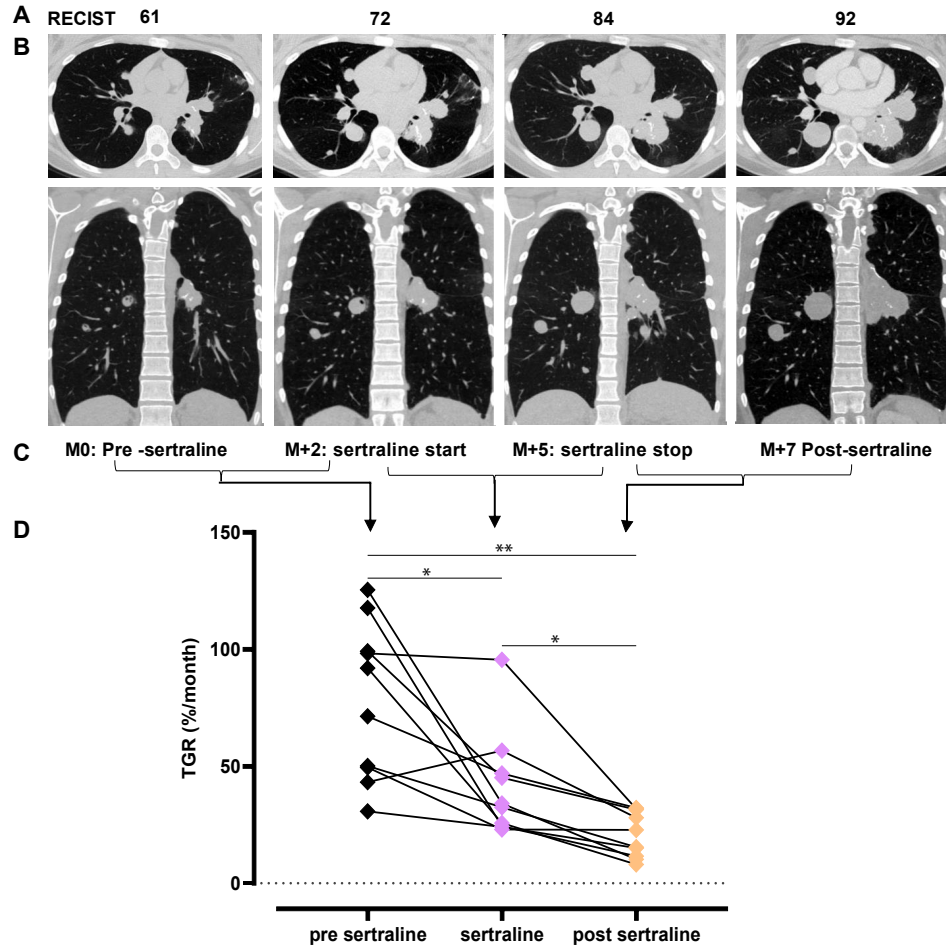 A RECIST 61 72 84 92
B
C M0: Pre -sertraline M+2: sertraline start M+5: sertraline stop M+7 Post-sertraline
D
150
**
*
100
*
50
0
TGR (%/month)
pre sertraline sertraline post sertraline